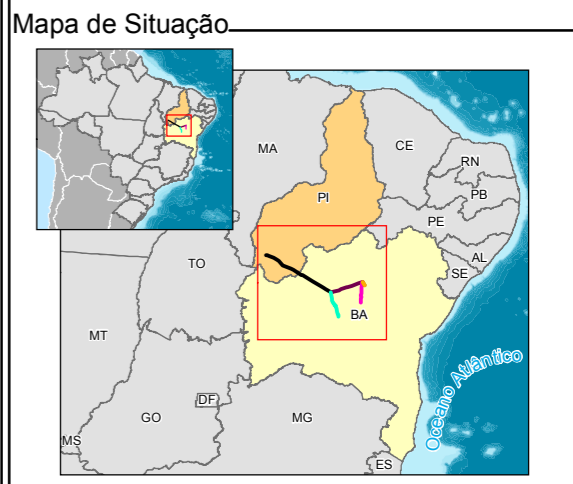 Mapa de Situação
MA
CE
RN
PB
PI
PE
AL
SE
TO
BA
MT
Oceano Atlântico
DF
GO
MG
MS
ES